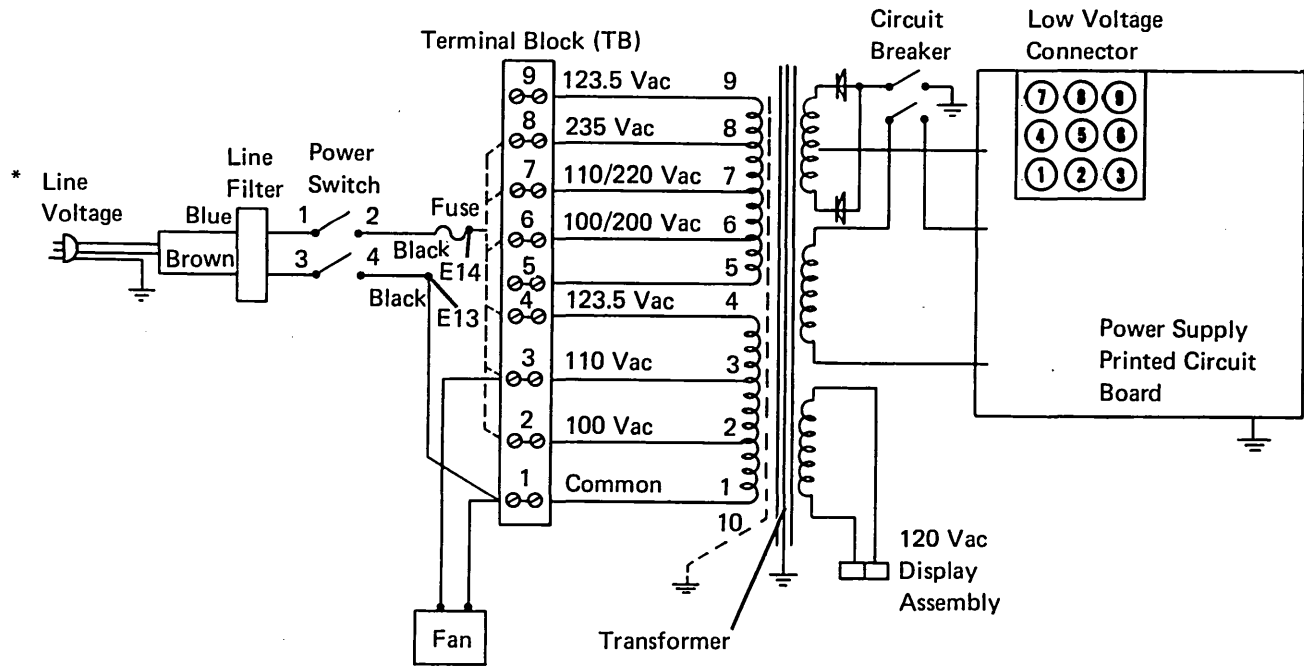 Circuit
Breaker
Low Voltage
Connector
Terminal Block (TB)
9 123.5 Vac 9
8 235 Vac 8
7 110/220 Vac 7
6 100/200 Vac 6
5 5
4 123.5 Vac 4
3 110 Vac 3
2 100 Vac 2
1 Common 1
10
7 8 9
4 5 6
1 2 3
* Line
Voltage
Line
Filter
Power
Switch
Blue
Brown
1 2
3 4
Fuse
Black
E14
Black
E13
Power Supply
Printed Circuit
Board
120 Vac
Display
Assembly
Fan
Transformer